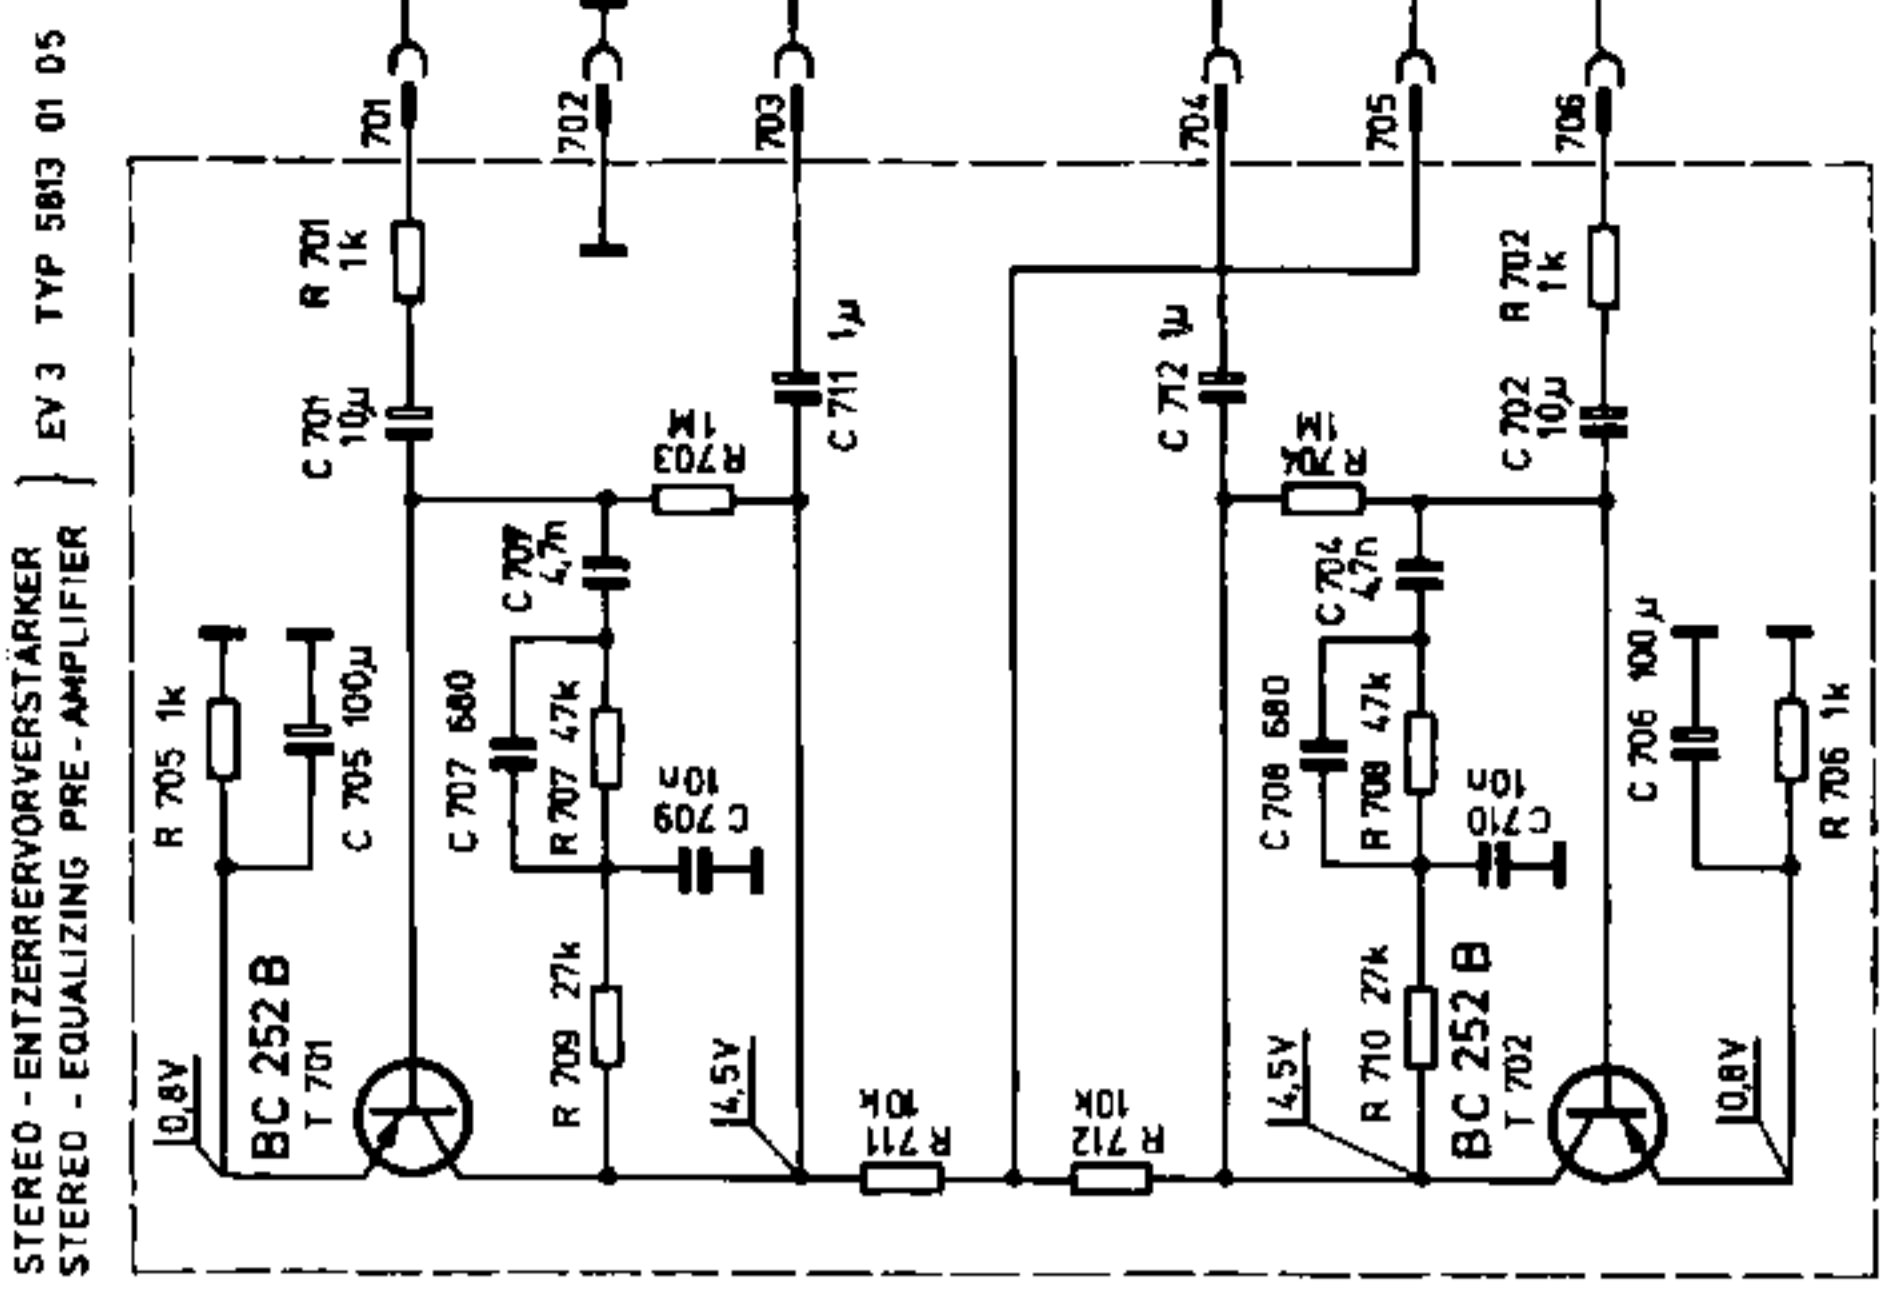 STEREO - ENTZERRERVORVERSTÄRKER
STEREO - EQUALIZING PRE-AMPLIFIER
} EV 3 TYP 5813 01 05
701
702
703
704
705
706
R 701
1k
C 701
10µ
R 703
1M
C 711 1µ
C 712 1µ
1M
R 702
1k
C 702
10µ
R 705 1k
C 705 100µ
4,7n
C 707 680
R 707 47k
C 709
10n
R 709 27k
C 704
4,7n
C 708 680
R 708 47k
C 710
10n
R 710 27k
C 706 100µ
R 706 1k
0,8V
BC 252 B
T 701
4,5V
R 711
10k
R 712
10k
4,5V
BC 252 B
T 702
0,8V